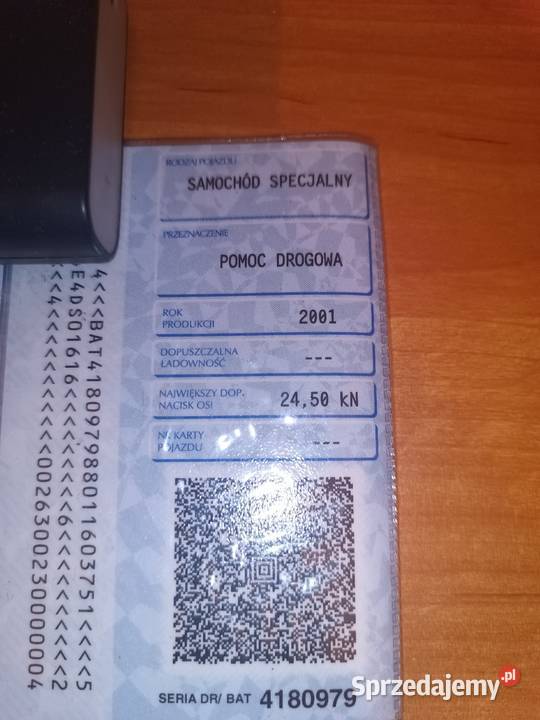 RODZAJ POJAZDU
SAMOCHÓD SPECJALNY
PRZEZNACZENIE
POMOC DROGOWA
ROK
PRODUKCJI
2001
DOPUSZCZALNA
ŁADOWNOŚĆ
---
NAJWIĘKSZY DOP.
NACISK OSI
24,50 kN
NR KARTY
POJAZDU
---
SERIA DR/ BAT 4180979
Sprzedajemy.pl